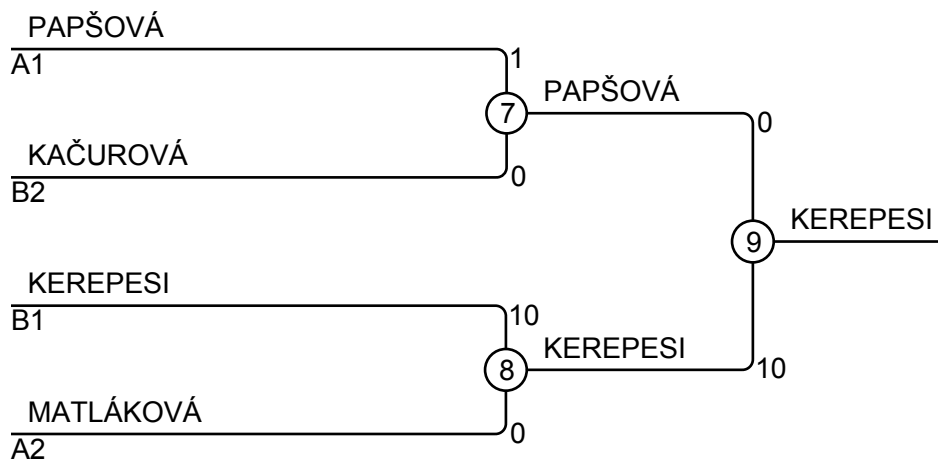 PAPŠOVÁ
A1
1
7
PAPŠOVÁ
0
KAČUROVÁ
B2
0
9
KEREPESI
KEREPESI
B1
10
8
KEREPESI
10
MATLÁKOVÁ
A2
0